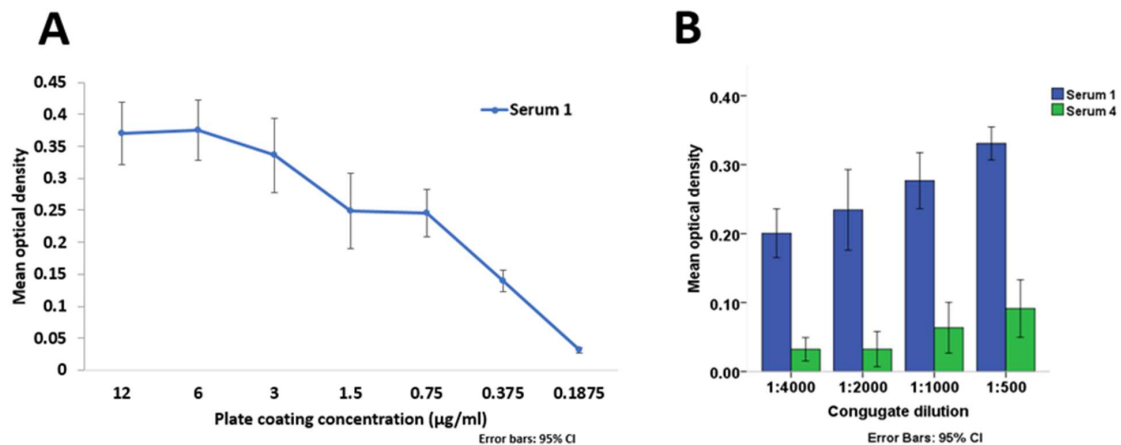 A
0.45
0.4
0.35
0.3
0.25
0.2
0.15
0.1
0.05
0
Mean optical density
Serum 1
12 6 3 1.5 0.75 0.375 0.1875
Plate coating concentration (µg/ml)
Error bars: 95% CI
B
0.40
0.30
0.20
0.10
0.00
Mean optical density
Serum 1
Serum 4
1:4000 1:2000 1:1000 1:500
Congugate dilution
Error Bars: 95% CI